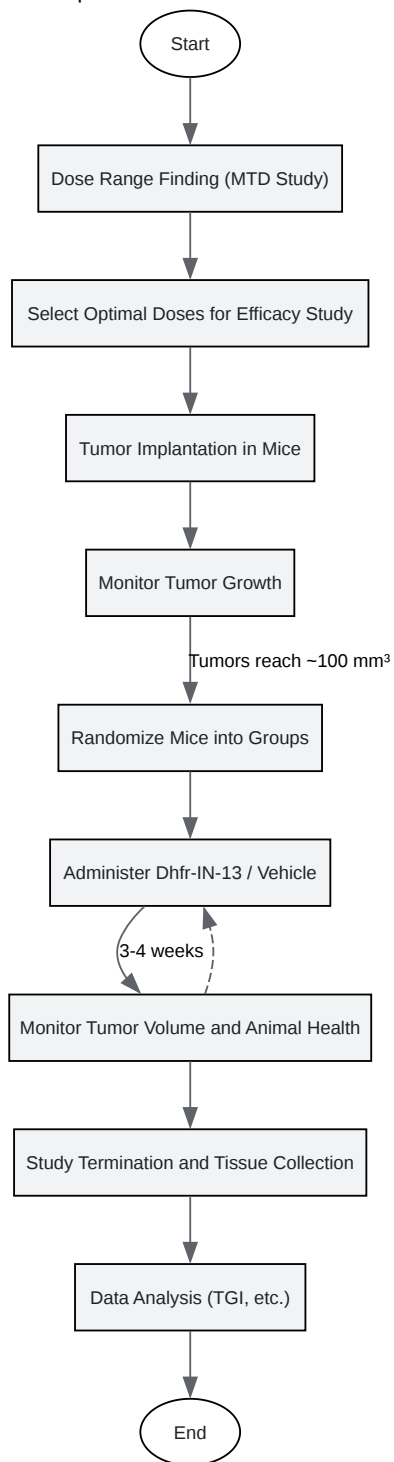 Start
Dose Range Finding (MTD Study)
Select Optimal Doses for Efficacy Study
Tumor Implantation in Mice
Monitor Tumor Growth
Tumors reach ~100 mm³
Randomize Mice into Groups
Administer Dhfr-IN-13 / Vehicle
3-4 weeks
Monitor Tumor Volume and Animal Health
Study Termination and Tissue Collection
Data Analysis (TGI, etc.)
End